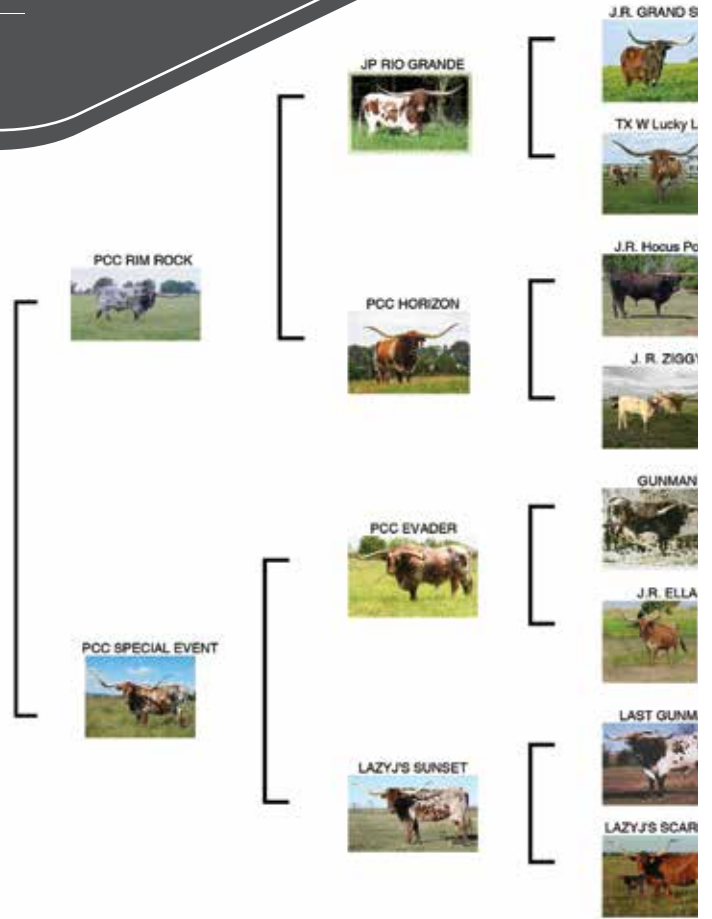 J.R. GRAND S
JP RIO GRANDE
TX W Lucky L
J.R. Hocus Po
PCC RIM ROCK
PCC HORIZON
J. R. ZIGGY
GUNMAN
PCC EVADER
J.R. ELLA
PCC SPECIAL EVENT
LAST GUNM
LAZYJ'S SUNSET
LAZYJ'S SCAR